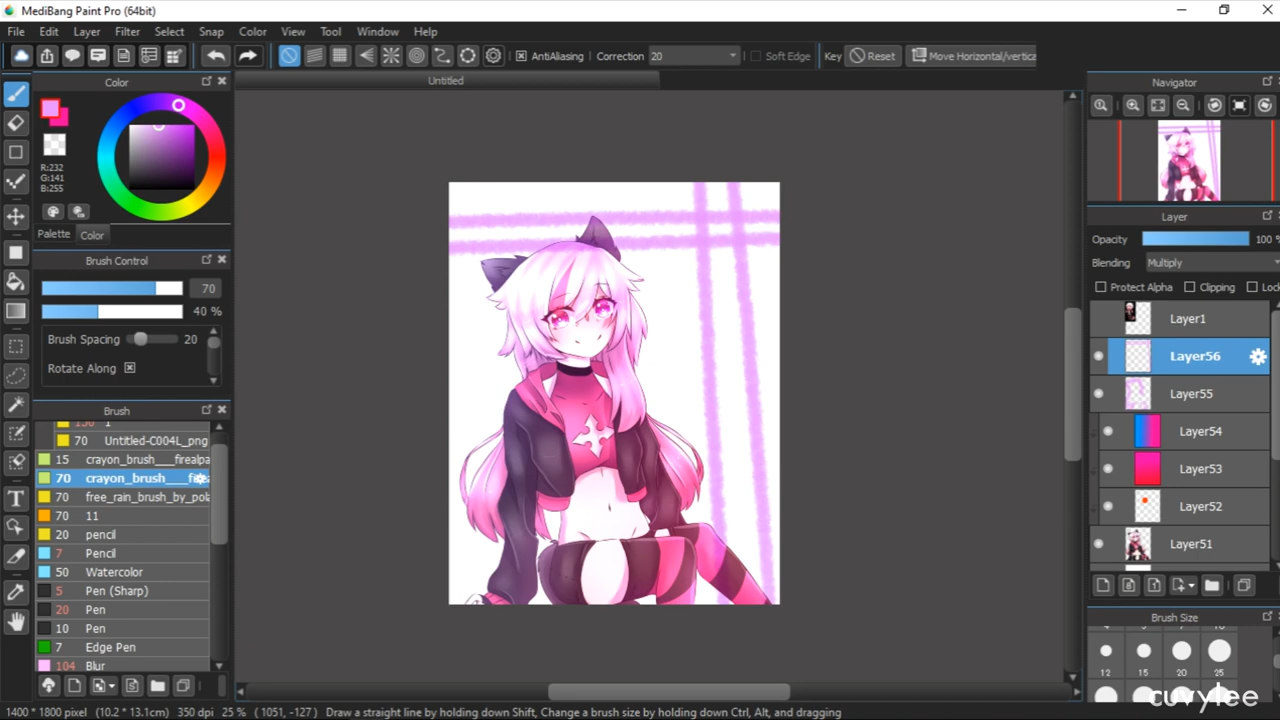 MediBang Paint Pro (64bit)
File Edit Layer Filter Select Snap Color View Tool Window Help
AntiAliasing Correction 20 Soft Edge Key Reset Move Horizontal/vertica
Color
Untitled
Navigator
R:232
G:141
B:255
Palette Color
Layer
Opacity 100 %
Blending Multiply
Protect Alpha Clipping Lock
Brush Control
70
40 %
Brush Spacing 20
Rotate Along
Layer1
Layer56
Layer55
Layer54
Layer53
Layer52
Layer51
Brush
70 Untitled-C004L_png
15 crayon_brush___firealpa
70 crayon_brush___firea
70 free_rain_brush_by_pola
70 11
20 pencil
7 Pencil
50 Watercolor
5 Pen (Sharp)
20 Pen
10 Pen
7 Edge Pen
104 Blur
Brush Size
12 15 20 25
cuvylee
1400 * 1800 pixel (10.2 * 13.1cm) 350 dpi 25 % ( 1051, -127 ) Draw a straight line by holding down Shift, Change a brush size by holding down Ctrl, Alt, and dragging